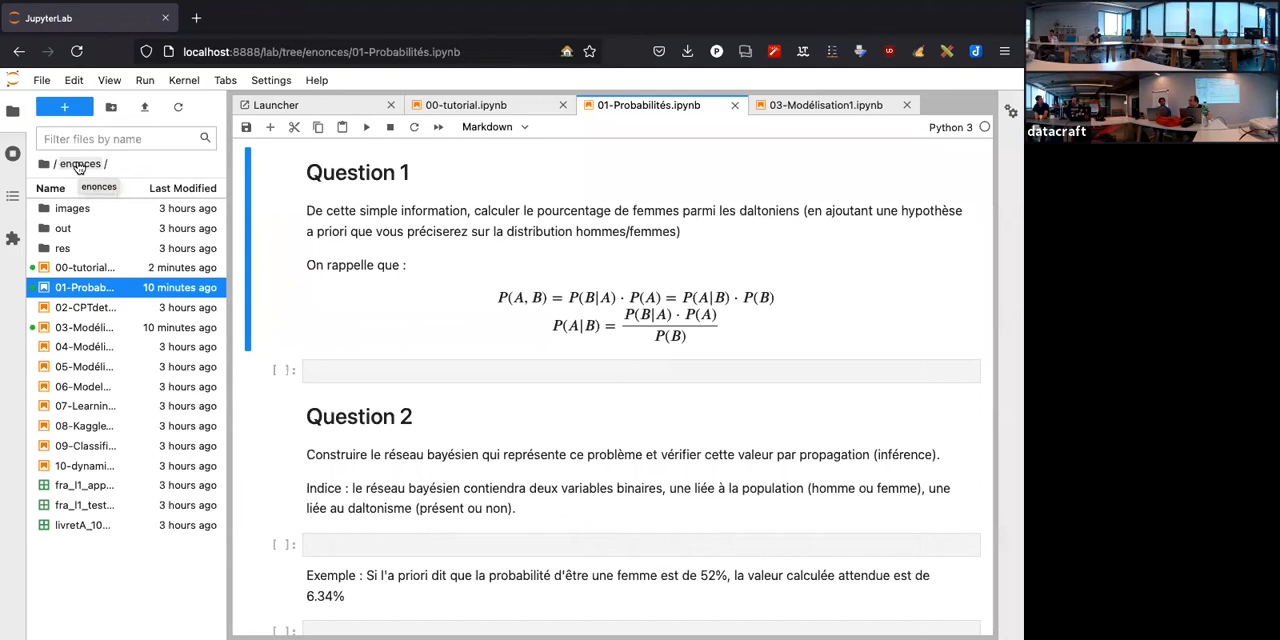 JupyterLab
localhost:8888/lab/tree/enonces/01-Probabilités.ipynb
File Edit View Run Kernel Tabs Settings Help
Filter files by name
/ enonces /
enonces
Name Last Modified
images 3 hours ago
out 3 hours ago
res 3 hours ago
00-tutorial... 2 minutes ago
01-Probab... 10 minutes ago
02-CPTdet... 3 hours ago
03-Modéli... 10 minutes ago
04-Modéli... 3 hours ago
05-Modéli... 3 hours ago
06-Model... 3 hours ago
07-Learnin... 3 hours ago
08-Kaggle... 3 hours ago
09-Classifi... 3 hours ago
10-dynami... 3 hours ago
fra_l1_app... 3 hours ago
fra_l1_test... 3 hours ago
livretA_10... 3 hours ago
Launcher 00-tutorial.ipynb 01-Probabilités.ipynb 03-Modélisation1.ipynb
Markdown Python 3
Question 1
De cette simple information, calculer le pourcentage de femmes parmi les daltoniens (en ajoutant une hypothèse
a priori que vous préciserez sur la distribution hommes/femmes)
On rappelle que :
P(A, B) = P(B|A) · P(A) = P(A|B) · P(B)
P(A|B) = P(B|A) · P(A) / P(B)
[ ]:
Question 2
Construire le réseau bayésien qui représente ce problème et vérifier cette valeur par propagation (inférence).
Indice : le réseau bayésien contiendra deux variables binaires, une liée à la population (homme ou femme), une
liée au daltonisme (présent ou non).
[ ]:
Exemple : Si l'a priori dit que la probabilité d'être une femme est de 52%, la valeur calculée attendue est de
6.34%
[ ]:
datacraft